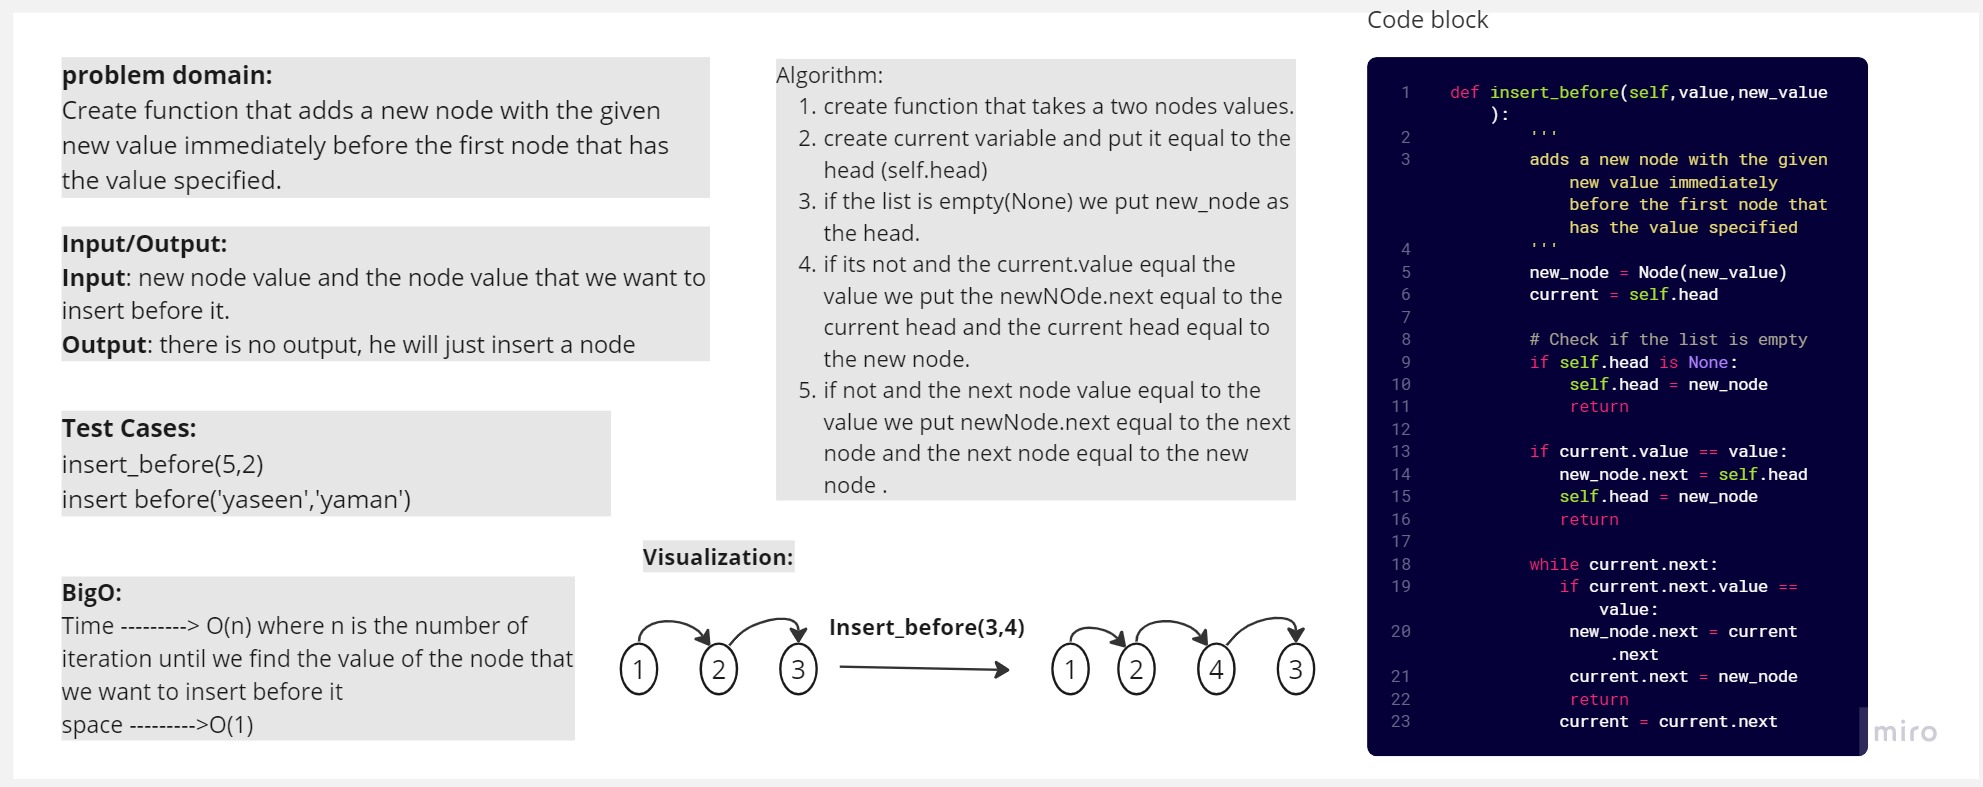 problem domain:
Create function that adds a new node with the given
new value immediately before the first node that has
the value specified.
Input/Output:
Input: new node value and the node value that we want to
insert before it.
Output: there is no output, he will just insert a node
Test Cases:
insert_before(5,2)
insert before('yaseen','yaman')
BigO:
Time ---------> O(n) where n is the number of
iteration until we find the value of the node that
we want to insert before it
space --------->O(1)
Algorithm:
1. create function that takes a two nodes values.
2. create current variable and put it equal to the
head (self.head)
3. if the list is empty(None) we put new_node as
the head.
4. if its not and the current.value equal the
value we put the newNOde.next equal to the
current head and the current head equal to
the new node.
5. if not and the next node value equal to the
value we put newNode.next equal to the next
node and the next node equal to the new
node .
Visualization:
1 2 3
Insert_before(3,4)
1 2 4 3
Code block
1 def insert_before(self,value,new_value
):
2 '''
3 adds a new node with the given
new value immediately
before the first node that
has the value specified
4 '''
5 new_node = Node(new_value)
6 current = self.head
7
8 # Check if the list is empty
9 if self.head is None:
10 self.head = new_node
11 return
12
13 if current.value == value:
14 new_node.next = self.head
15 self.head = new_node
16 return
17
18 while current.next:
19 if current.next.value ==
value:
20 new_node.next = current
.next
21 current.next = new_node
22 return
23 current = current.next
miro